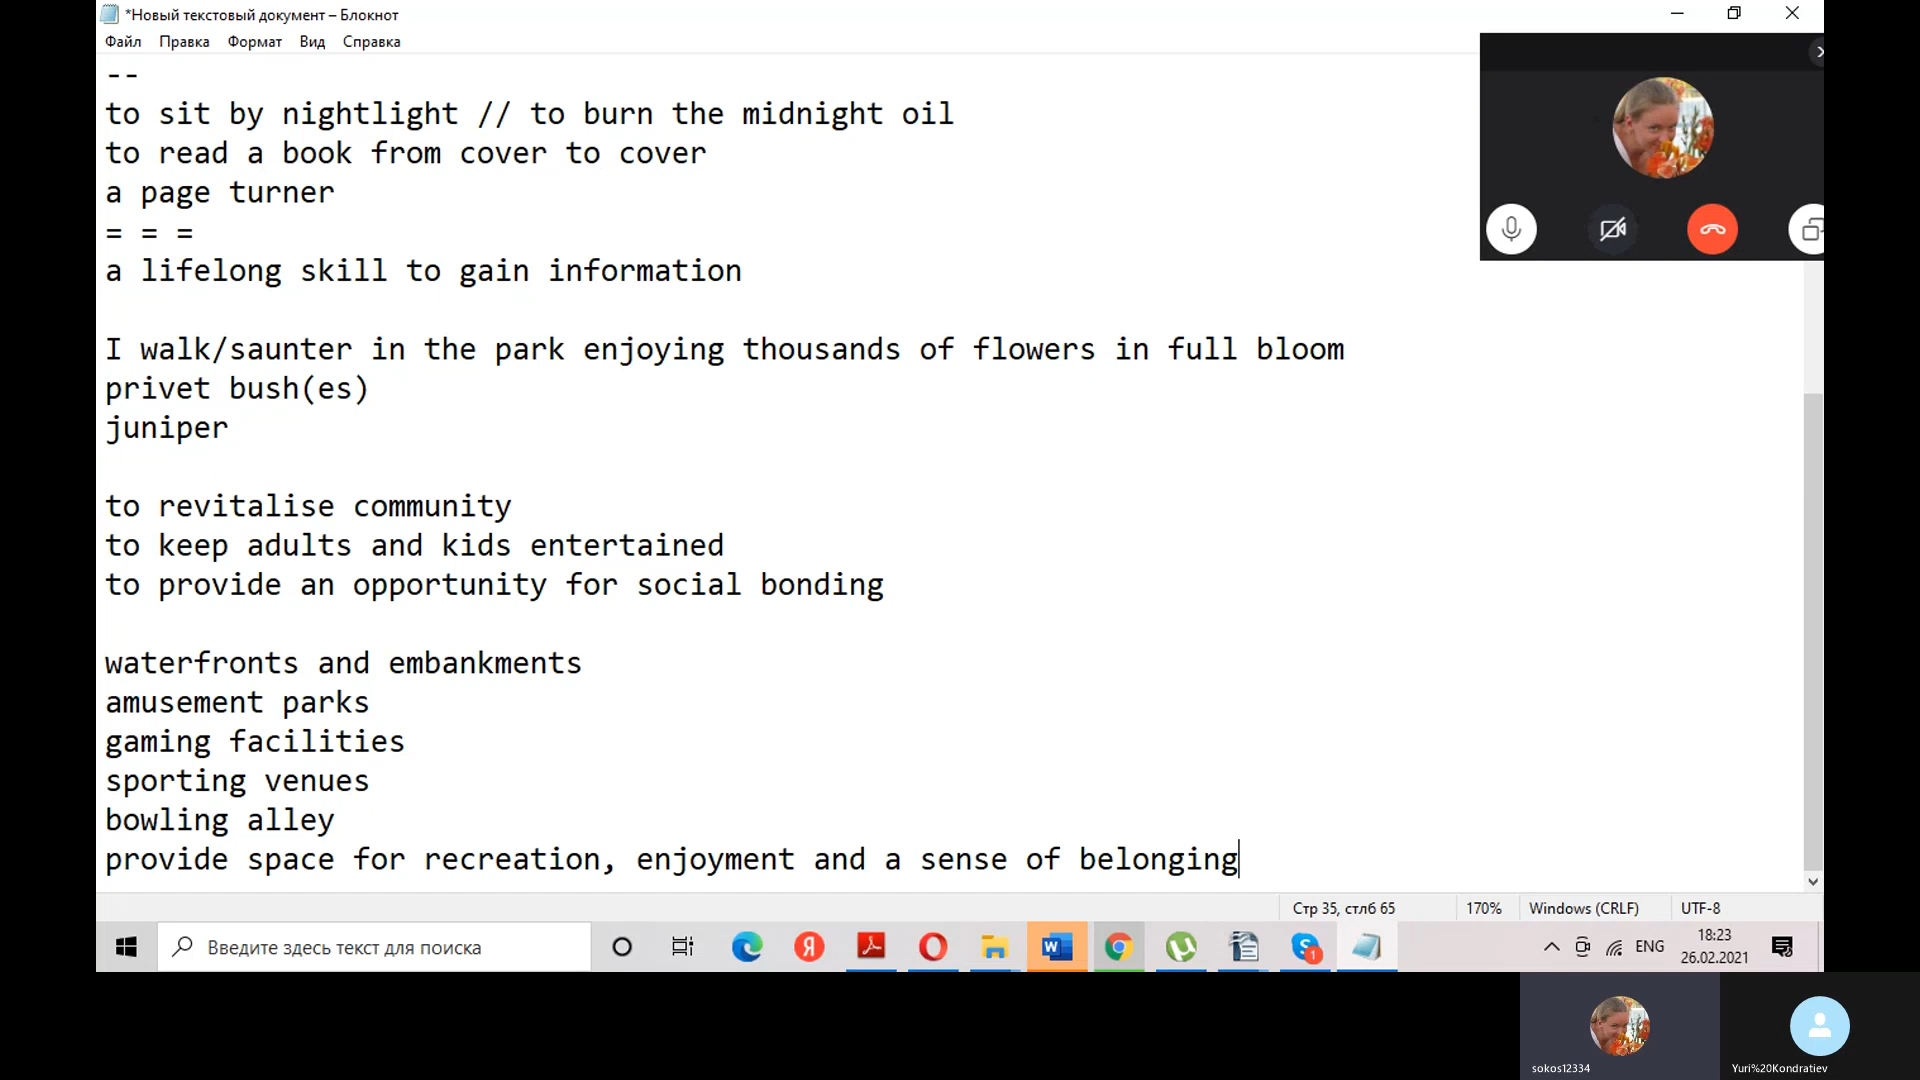 *Новый текстовый документ – Блокнот
Файл Правка Формат Вид Справка
--
to sit by nightlight // to burn the midnight oil
to read a book from cover to cover
a page turner
= = =
a lifelong skill to gain information
I walk/saunter in the park enjoying thousands of flowers in full bloom
privet bush(es)
juniper
to revitalise community
to keep adults and kids entertained
to provide an opportunity for social bonding
waterfronts and embankments
amusement parks
gaming facilities
sporting venues
bowling alley
provide space for recreation, enjoyment and a sense of belonging
Стр 35, стлб 65 170% Windows (CRLF) UTF-8
Введите здесь текст для поиска
Я
W
1
ENG
18:23
26.02.2021
sokos12334
Yuri%20Kondratiev